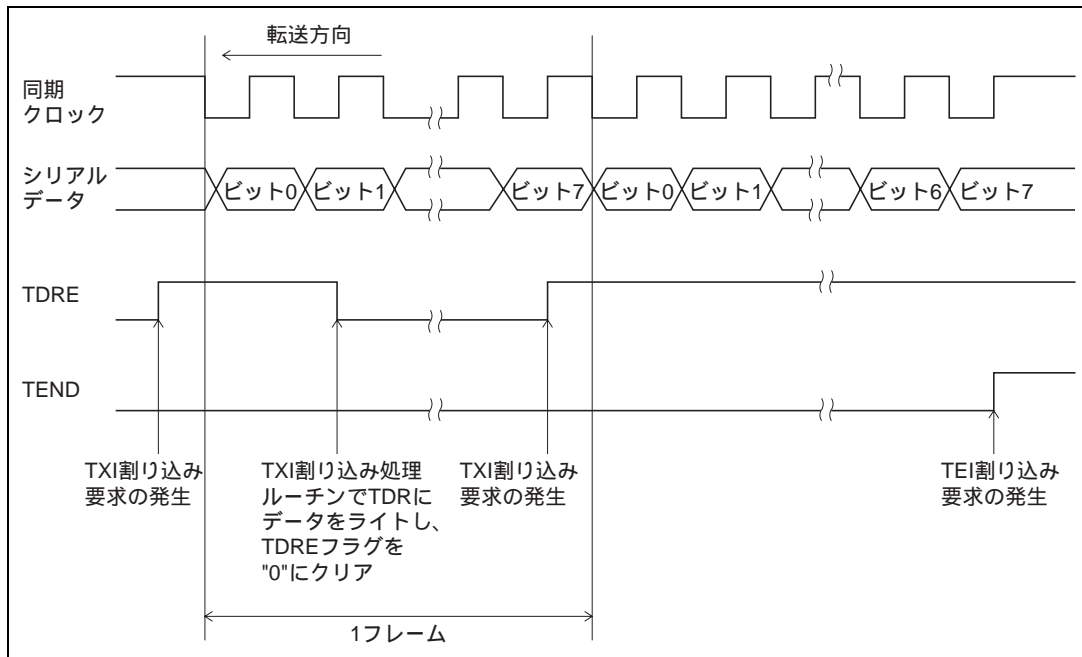 転送方向
同期
クロック
シリアル
データ
ビット0
ビット1
ビット7
ビット0
ビット1
ビット6
ビット7
TDRE
TEND
TXI割り込み
要求の発生
TXI割り込み処理
ルーチンでTDRに
データをライトし、
TDREフラグを
"0"にクリア
TXI割り込み
要求の発生
TEI割り込み
要求の発生
1フレーム